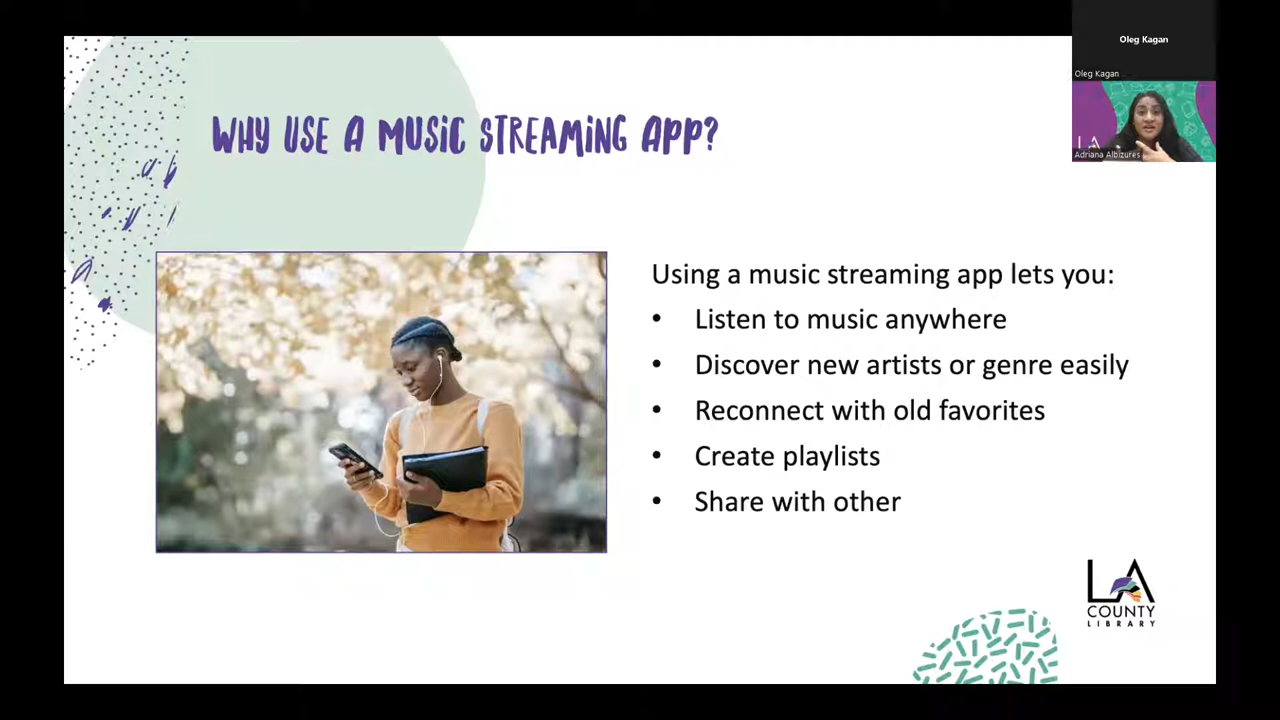 Oleg Kagan
Oleg Kagan
Adriana Albizures
WHY USE A MUSIC STREAMING APP?
Using a music streaming app lets you:
• Listen to music anywhere
• Discover new artists or genre easily
• Reconnect with old favorites
• Create playlists
• Share with other
LA
COUNTY
LIBRARY